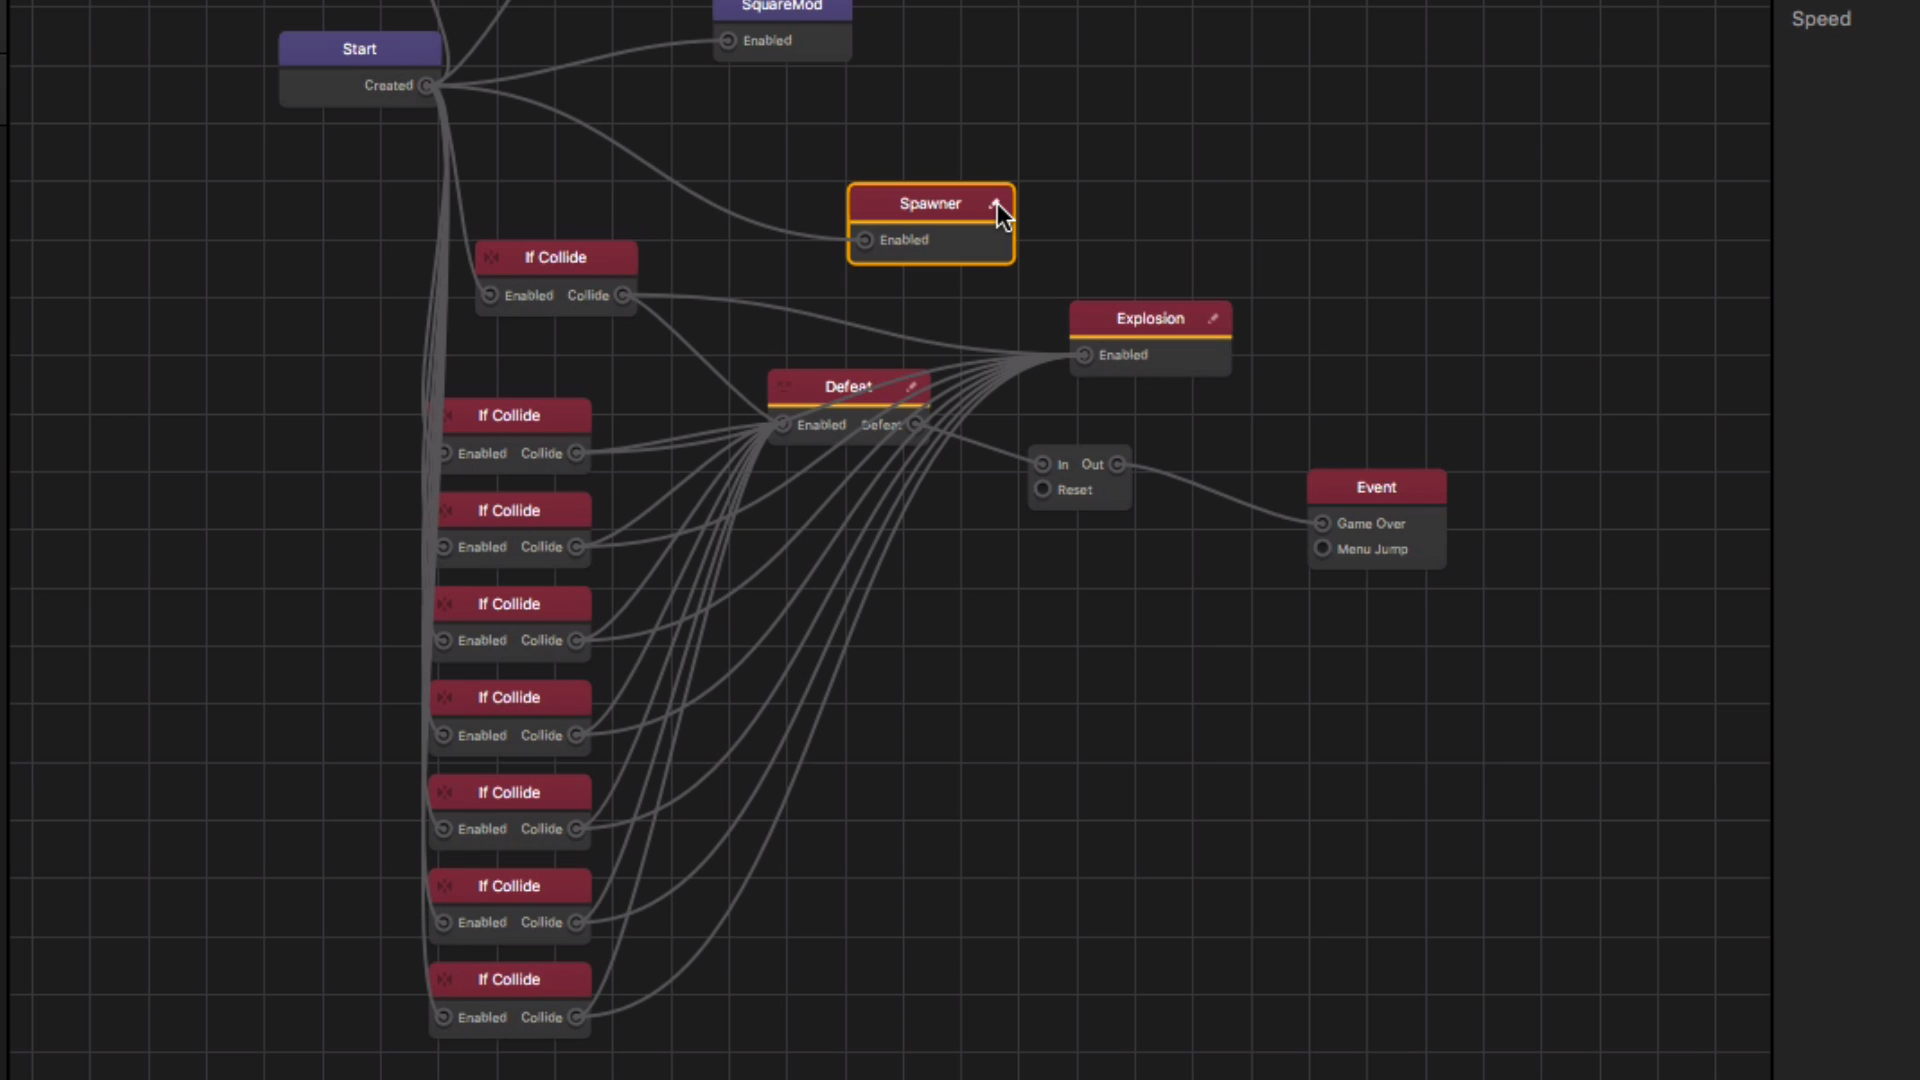 SquareMod
Speed
Enabled
Start
Created
Spawner
Enabled
If Collide
Enabled Collide
Explosion
Enabled
Defeat
Enabled Defeat
If Collide
Enabled Collide
In Out
Reset
Event
Game Over
Menu Jump
If Collide
Enabled Collide
If Collide
Enabled Collide
If Collide
Enabled Collide
If Collide
Enabled Collide
If Collide
Enabled Collide
If Collide
Enabled Collide